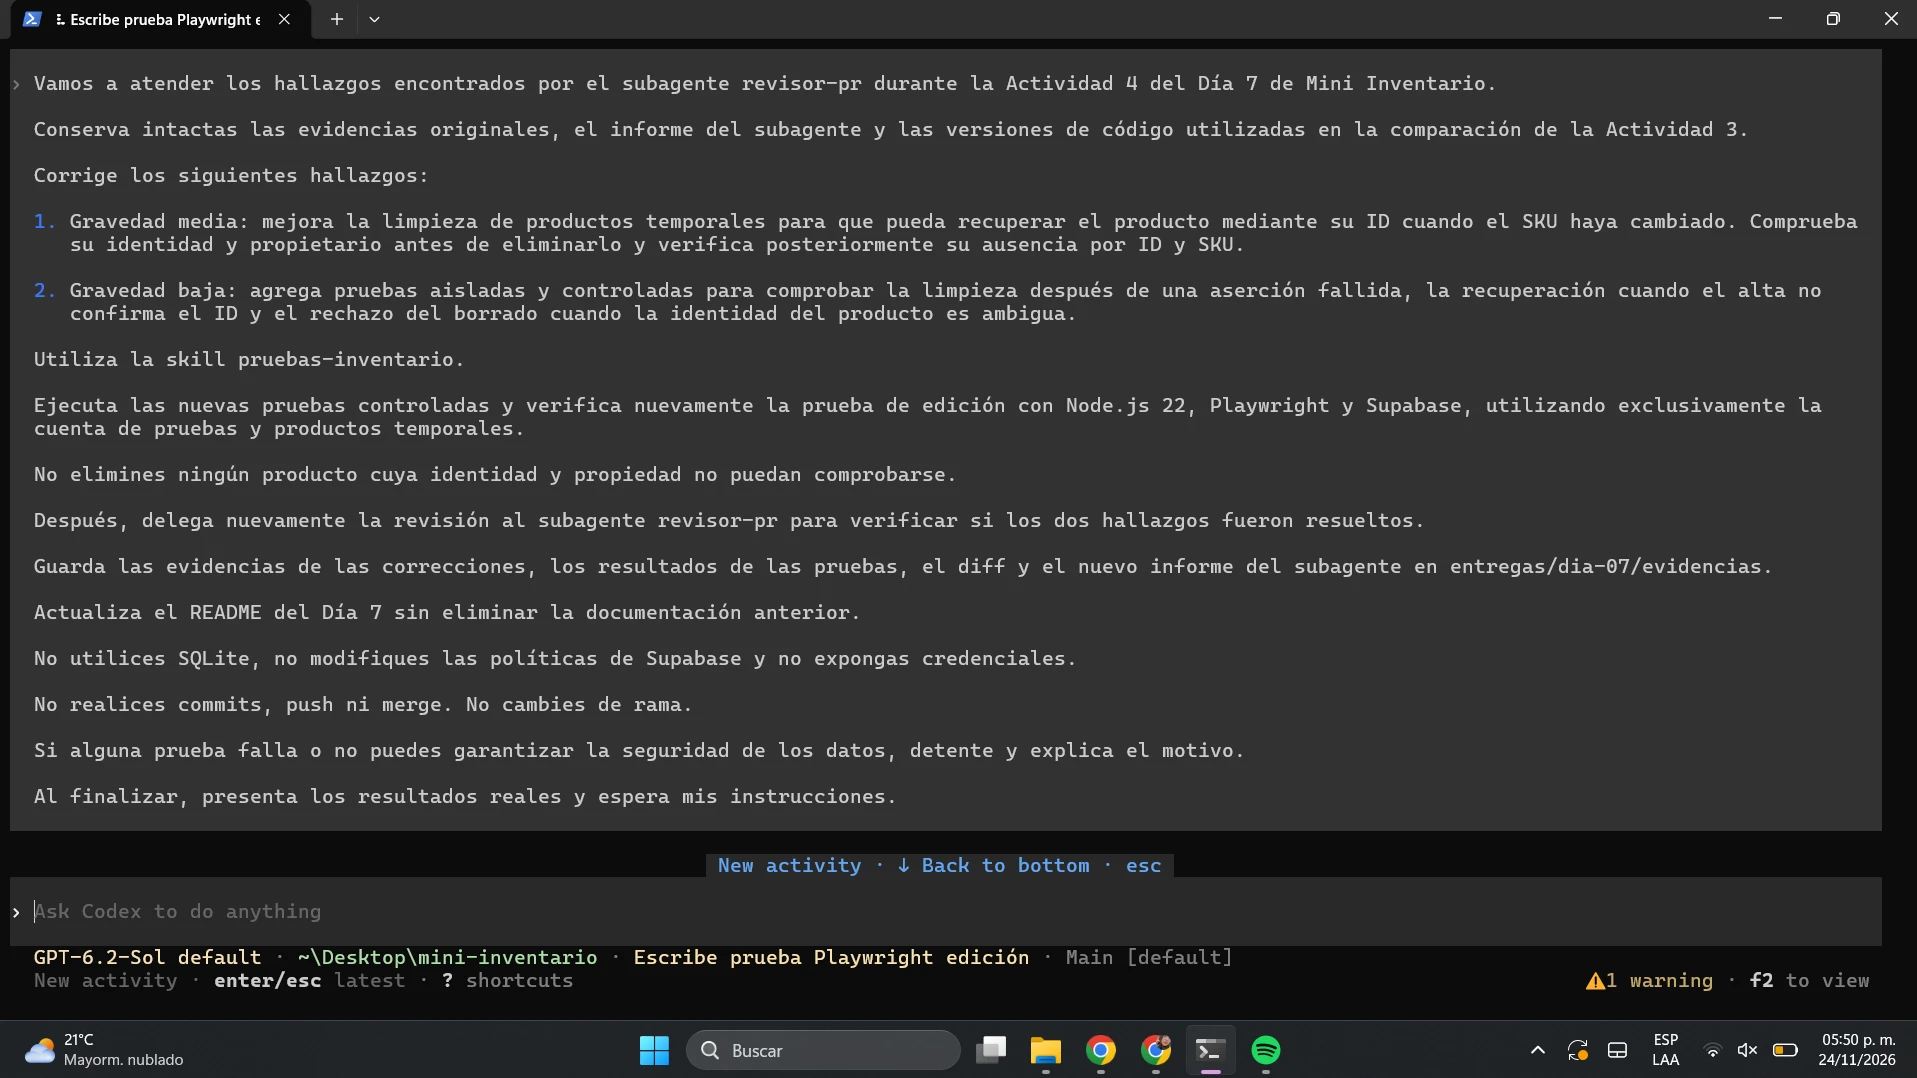 Escribe prueba Playwright e
› Vamos a atender los hallazgos encontrados por el subagente revisor-pr durante la Actividad 4 del Día 7 de Mini Inventario.
Conserva intactas las evidencias originales, el informe del subagente y las versiones de código utilizadas en la comparación de la Actividad 3.
Corrige los siguientes hallazgos:
1. Gravedad media: mejora la limpieza de productos temporales para que pueda recuperar el producto mediante su ID cuando el SKU haya cambiado. Comprueba
su identidad y propietario antes de eliminarlo y verifica posteriormente su ausencia por ID y SKU.
2. Gravedad baja: agrega pruebas aisladas y controladas para comprobar la limpieza después de una aserción fallida, la recuperación cuando el alta no
confirma el ID y el rechazo del borrado cuando la identidad del producto es ambigua.
Utiliza la skill pruebas-inventario.
Ejecuta las nuevas pruebas controladas y verifica nuevamente la prueba de edición con Node.js 22, Playwright y Supabase, utilizando exclusivamente la
cuenta de pruebas y productos temporales.
No elimines ningún producto cuya identidad y propiedad no puedan comprobarse.
Después, delega nuevamente la revisión al subagente revisor-pr para verificar si los dos hallazgos fueron resueltos.
Guarda las evidencias de las correcciones, los resultados de las pruebas, el diff y el nuevo informe del subagente en entregas/dia-07/evidencias.
Actualiza el README del Día 7 sin eliminar la documentación anterior.
No utilices SQLite, no modifiques las políticas de Supabase y no expongas credenciales.
No realices commits, push ni merge. No cambies de rama.
Si alguna prueba falla o no puedes garantizar la seguridad de los datos, detente y explica el motivo.
Al finalizar, presenta los resultados reales y espera mis instrucciones.
New activity · ↓ Back to bottom · esc
› Ask Codex to do anything
GPT-6.2-Sol default · ~\Desktop\mini-inventario · Escribe prueba Playwright edición · Main [default]
New activity · enter/esc latest · ? shortcuts
⚠1 warning · f2 to view
21°C
Mayorm. nublado
Buscar
ESP
LAA
05:50 p. m.
24/11/2026